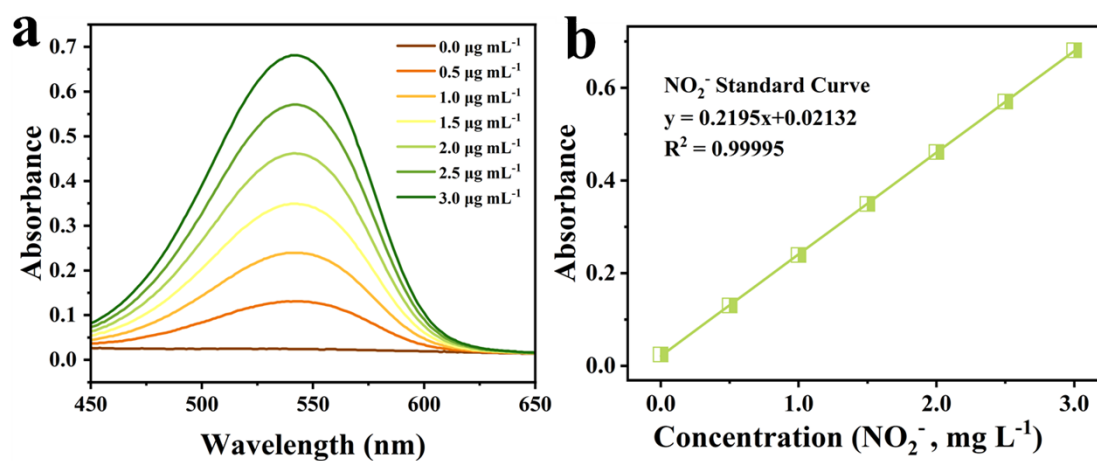 a
0.7
0.6
0.5
0.4
0.3
0.2
0.1
0.0
Absorbance
0.0 µg mL⁻¹
0.5 µg mL⁻¹
1.0 µg mL⁻¹
1.5 µg mL⁻¹
2.0 µg mL⁻¹
2.5 µg mL⁻¹
3.0 µg mL⁻¹
450 500 550 600 650
Wavelength (nm)
b
0.6
0.4
0.2
0.0
Absorbance
NO₂⁻ Standard Curve
y = 0.2195x+0.02132
R² = 0.99995
0.0 1.0 2.0 3.0
Concentration (NO₂⁻, mg L⁻¹)